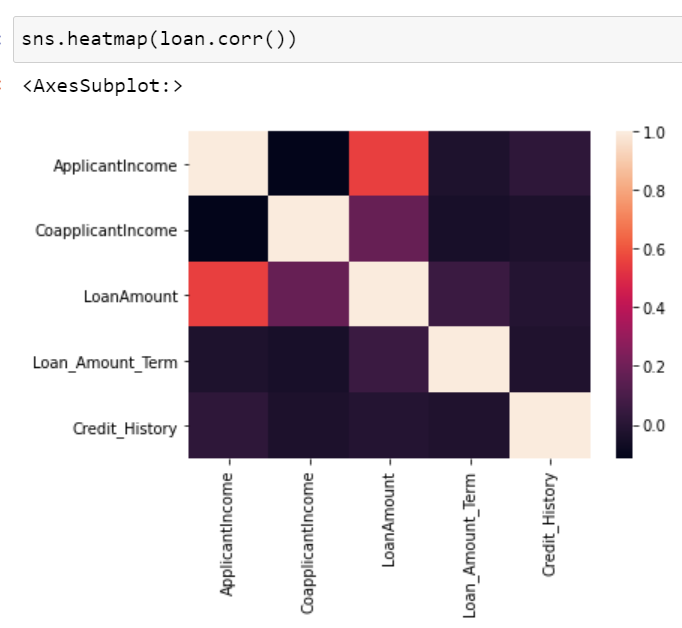 sns.heatmap(loan.corr())
<AxesSubplot:>
ApplicantIncome
CoapplicantIncome
LoanAmount
Loan_Amount_Term
Credit_History
1.0
0.8
0.6
0.4
0.2
0.0
ApplicantIncome
CoapplicantIncome
LoanAmount
Loan_Amount_Term
Credit_History